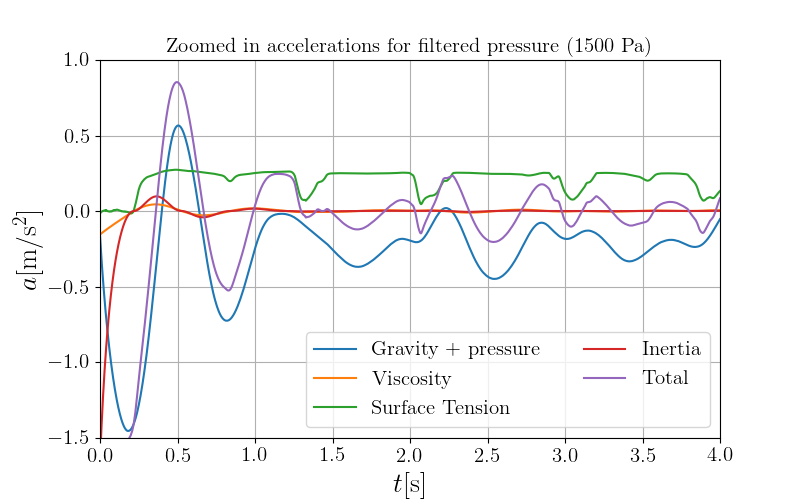 Zoomed in accelerations for filtered pressure (1500 Pa)
1.0
0.5
0.0
−0.5
−1.0
−1.5
a[m/s²]
Gravity + pressure
Viscosity
Surface Tension
Inertia
Total
0.0 0.5 1.0 1.5 2.0 2.5 3.0 3.5 4.0
t[s]